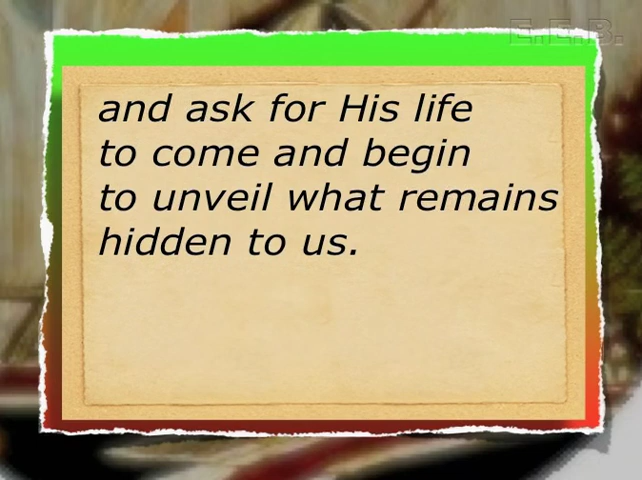 E.E.B.
and ask for His life
to come and begin
to unveil what remains
hidden to us.